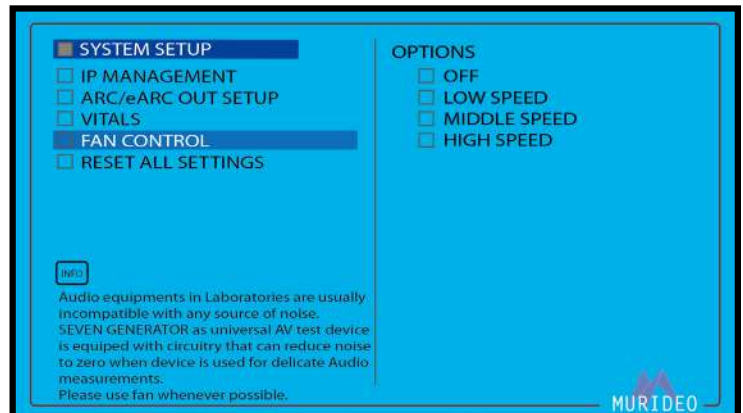 SYSTEM SETUP
IP MANAGEMENT
ARC/eARC OUT SETUP
VITALS
FAN CONTROL
RESET ALL SETTINGS
INFO
Audio equipments in Laboratories are usually
incompatible with any source of noise.
SEVEN GENERATOR as universal AV test device
is equiped with circuitry that can reduce noise
to zero when device is used for delicate Audio
measurements.
Please use fan whenever possible.
OPTIONS
OFF
LOW SPEED
MIDDLE SPEED
HIGH SPEED
MURIDEO